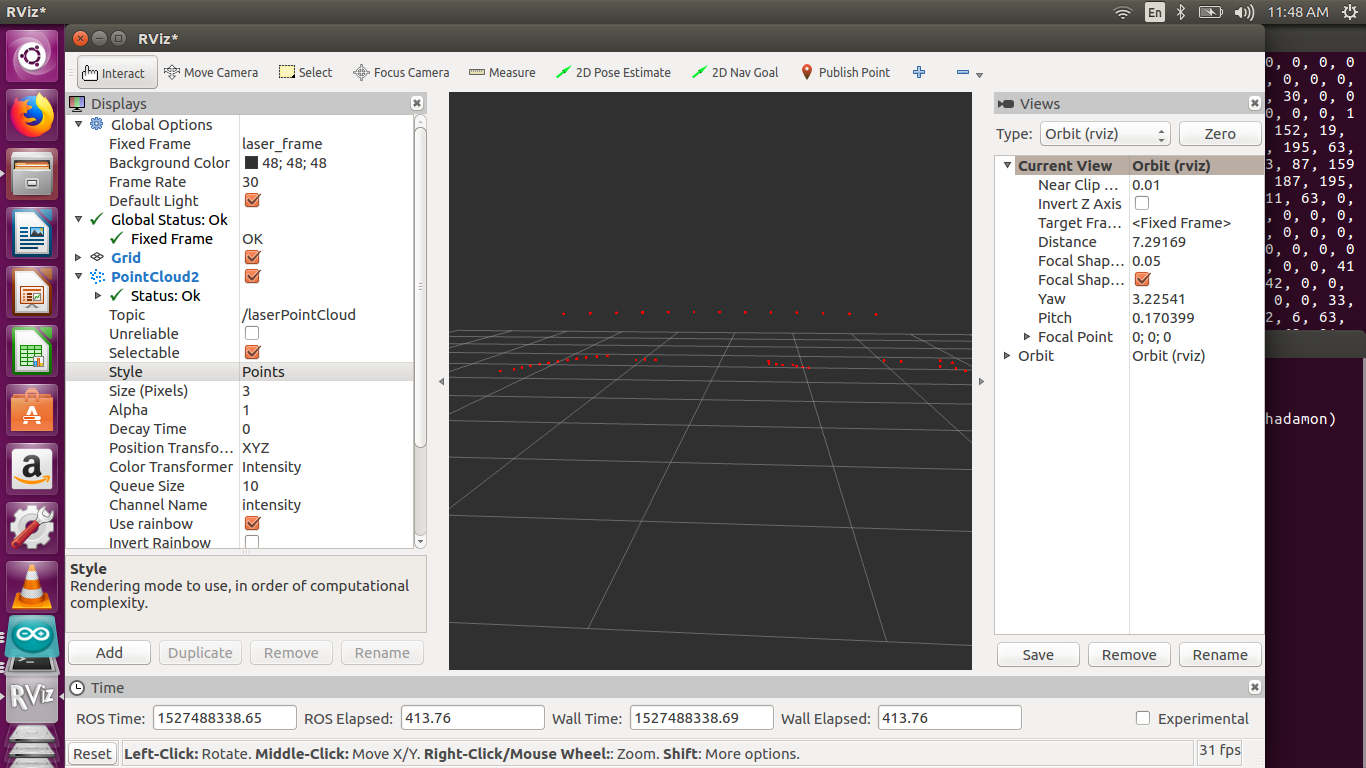 RViz*
En
11:48 AM
RViz*
Interact
Move Camera
Select
Focus Camera
Measure
2D Pose Estimate
2D Nav Goal
Publish Point
Displays
Global Options
Fixed Frame laser_frame
Background Color 48; 48; 48
Frame Rate 30
Default Light
Global Status: Ok
Fixed Frame OK
Grid
PointCloud2
Status: Ok
Topic /laserPointCloud
Unreliable
Selectable
Style Points
Size (Pixels) 3
Alpha 1
Decay Time 0
Position Transfo... XYZ
Color Transformer Intensity
Queue Size 10
Channel Name intensity
Use rainbow
Invert Rainbow
Style
Rendering mode to use, in order of computational
complexity.
Add Duplicate Remove Rename
Views
Type: Orbit (rviz) Zero
Current View Orbit (rviz)
Near Clip ... 0.01
Invert Z Axis
Target Fra... <Fixed Frame>
Distance 7.29169
Focal Shap... 0.05
Focal Shap...
Yaw 3.22541
Pitch 0.170399
Focal Point 0; 0; 0
Orbit Orbit (rviz)
Save Remove Rename
0, 0, 0, 0
, 0, 0, 0,
, 30, 0, 0
0, 0, 0, 1
152, 19,
, 195, 63,
3, 87, 159
187, 195,
11, 63, 0,
, 0, 0, 0,
, 0, 0, 0,
0, 0, 0, 0
, 0, 0, 41
42, 0, 0,
0, 0, 33,
2, 6, 63,
hadamon)
Time
ROS Time: 1527488338.65 ROS Elapsed: 413.76 Wall Time: 1527488338.69 Wall Elapsed: 413.76 Experimental
Reset Left-Click: Rotate. Middle-Click: Move X/Y. Right-Click/Mouse Wheel:: Zoom. Shift: More options. 31 fps
RViz